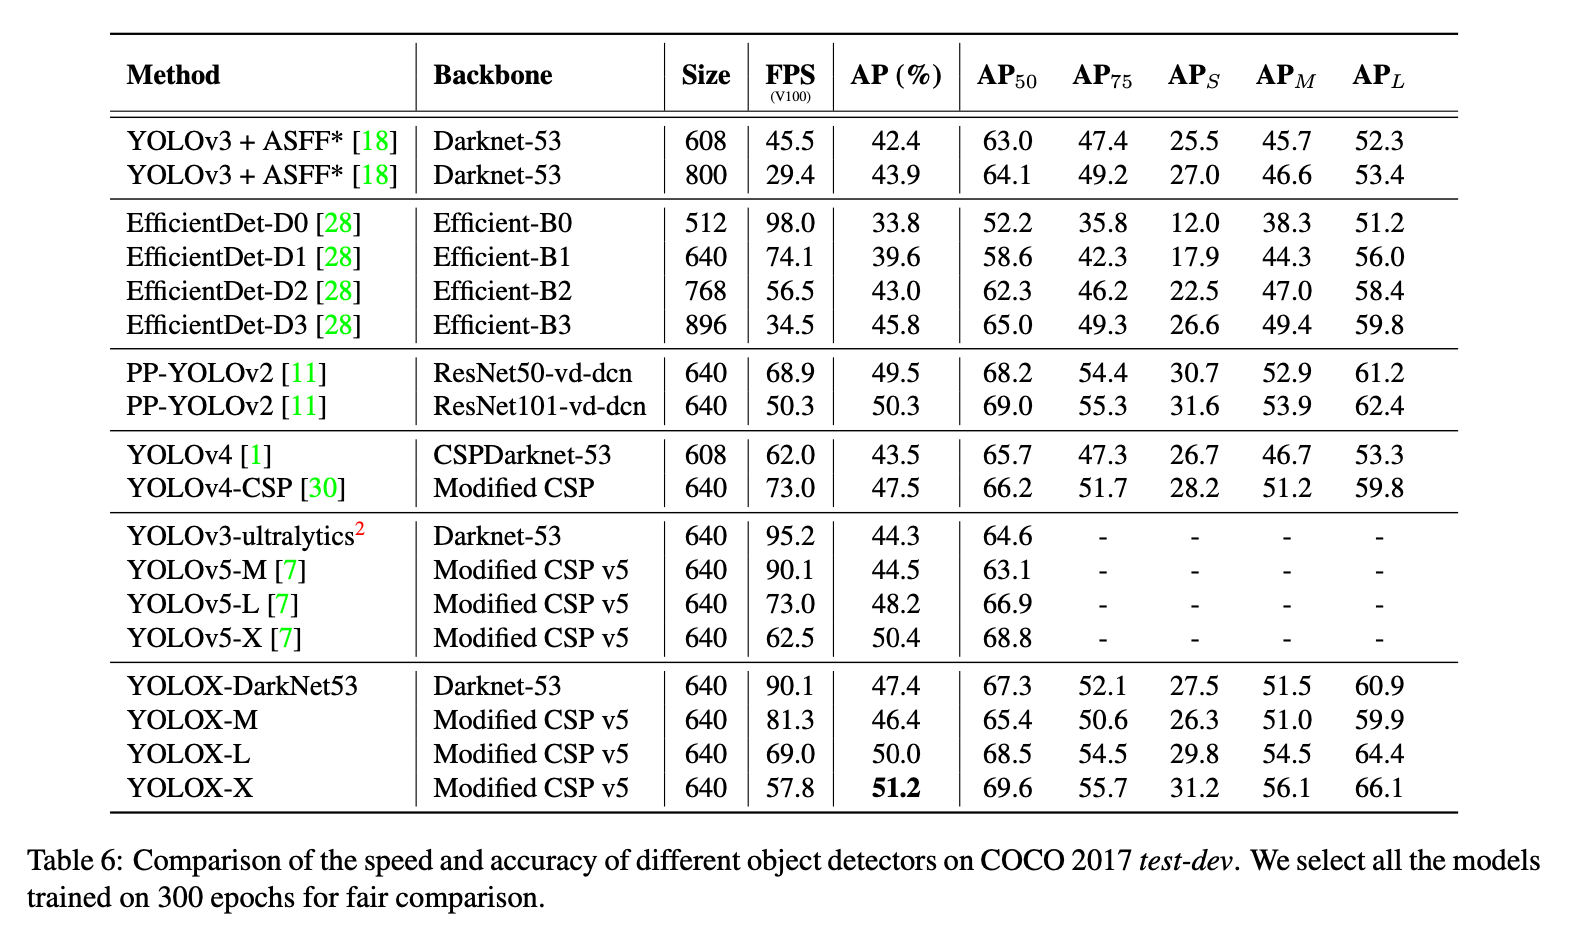 Method Backbone Size FPS (V100) AP (%) AP50 AP75 APS APM APL
YOLOv3 + ASFF* [18] Darknet-53 608 45.5 42.4 63.0 47.4 25.5 45.7 52.3
YOLOv3 + ASFF* [18] Darknet-53 800 29.4 43.9 64.1 49.2 27.0 46.6 53.4
EfficientDet-D0 [28] Efficient-B0 512 98.0 33.8 52.2 35.8 12.0 38.3 51.2
EfficientDet-D1 [28] Efficient-B1 640 74.1 39.6 58.6 42.3 17.9 44.3 56.0
EfficientDet-D2 [28] Efficient-B2 768 56.5 43.0 62.3 46.2 22.5 47.0 58.4
EfficientDet-D3 [28] Efficient-B3 896 34.5 45.8 65.0 49.3 26.6 49.4 59.8
PP-YOLOv2 [11] ResNet50-vd-dcn 640 68.9 49.5 68.2 54.4 30.7 52.9 61.2
PP-YOLOv2 [11] ResNet101-vd-dcn 640 50.3 50.3 69.0 55.3 31.6 53.9 62.4
YOLOv4 [1] CSPDarknet-53 608 62.0 43.5 65.7 47.3 26.7 46.7 53.3
YOLOv4-CSP [30] Modified CSP 640 73.0 47.5 66.2 51.7 28.2 51.2 59.8
YOLOv3-ultralytics2 Darknet-53 640 95.2 44.3 64.6 - - - -
YOLOv5-M [7] Modified CSP v5 640 90.1 44.5 63.1 - - - -
YOLOv5-L [7] Modified CSP v5 640 73.0 48.2 66.9 - - - -
YOLOv5-X [7] Modified CSP v5 640 62.5 50.4 68.8 - - - -
YOLOX-DarkNet53 Darknet-53 640 90.1 47.4 67.3 52.1 27.5 51.5 60.9
YOLOX-M Modified CSP v5 640 81.3 46.4 65.4 50.6 26.3 51.0 59.9
YOLOX-L Modified CSP v5 640 69.0 50.0 68.5 54.5 29.8 54.5 64.4
YOLOX-X Modified CSP v5 640 57.8 51.2 69.6 55.7 31.2 56.1 66.1
Table 6: Comparison of the speed and accuracy of different object detectors on COCO 2017 test-dev. We select all the models
trained on 300 epochs for fair comparison.